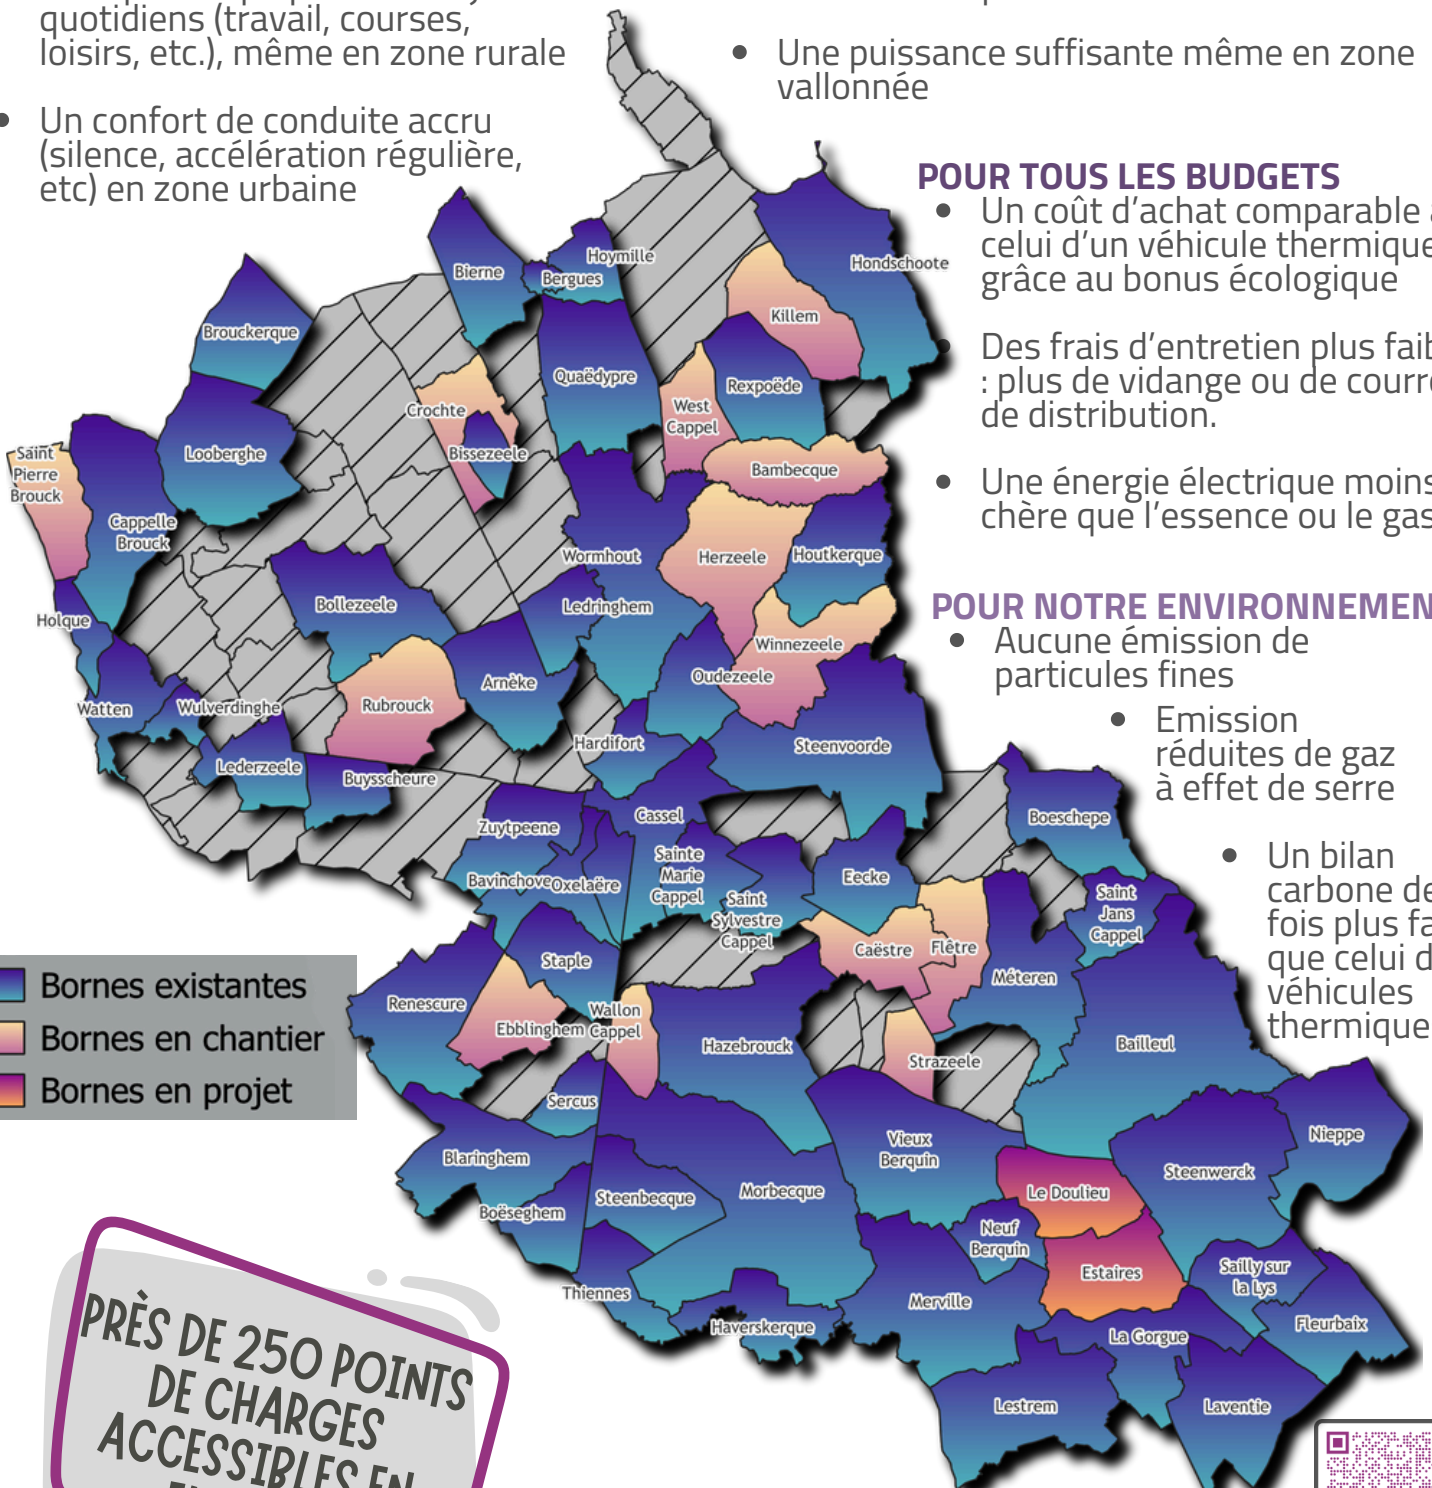 quotidiens (travail, courses,
loisirs, etc.), même en zone rurale
• Un confort de conduite accru
(silence, accélération régulière,
etc) en zone urbaine
• Une puissance suffisante même en zone
vallonnée
POUR TOUS LES BUDGETS
• Un coût d'achat comparable
celui d'un véhicule thermique
grâce au bonus écologique
Des frais d'entretien plus
: plus de vidange ou de
de distribution.
• Une énergie électrique moins
chère que l'essence ou le
POUR NOTRE
• Aucune émission de
particules fines
• Emission
réduites de gaz
à effet de serre
• Un bilan
carbone
fois plus
que celui
véhicules
thermique
Hoymille
Bierne
Bergues
Hondschoote
Brouckerque
Killem
Quaëdypre
Rexpoëde
Crochte
West
Cappel
Looberghe
Bissezeele
Saint
Pierre
Brouck
Bambecque
Cappelle
Brouck
Wormhout
Herzeele
Houtkerque
Bollezeele
Ledringhem
Holque
Winnezeele
Arnèke
Oudezeele
Watten
Wulverdinghe
Rubrouck
Hardifort
Steenvoorde
Lederzeele
Buysscheure
Cassel
Boeschepe
Zuytpeene
Sainte
Marie
Cappel
Bavinchove
Oxelaëre
Eecke
Saint
Sylvestre
Cappel
Saint
Jans
Cappel
Caëstre
Flêtre
Staple
Méteren
Renescure
Wallon
Cappel
Ebblinghem
Hazebrouck
Strazeele
Bailleul
Sercus
Nieppe
Vieux
Berquin
Blaringhem
Steenwerck
Morbecque
Steenbecque
Le Doulieu
Boëseghem
Neuf
Berquin
Estaires
Sailly sur
la Lys
Thiennes
Merville
Haverskerque
La Gorgue
Fleurbaix
Lestrem
Laventie
Bornes existantes
Bornes en chantier
Bornes en projet
PRÈS DE 250 POINTS
DE CHARGES
ACCESSIBLES EN